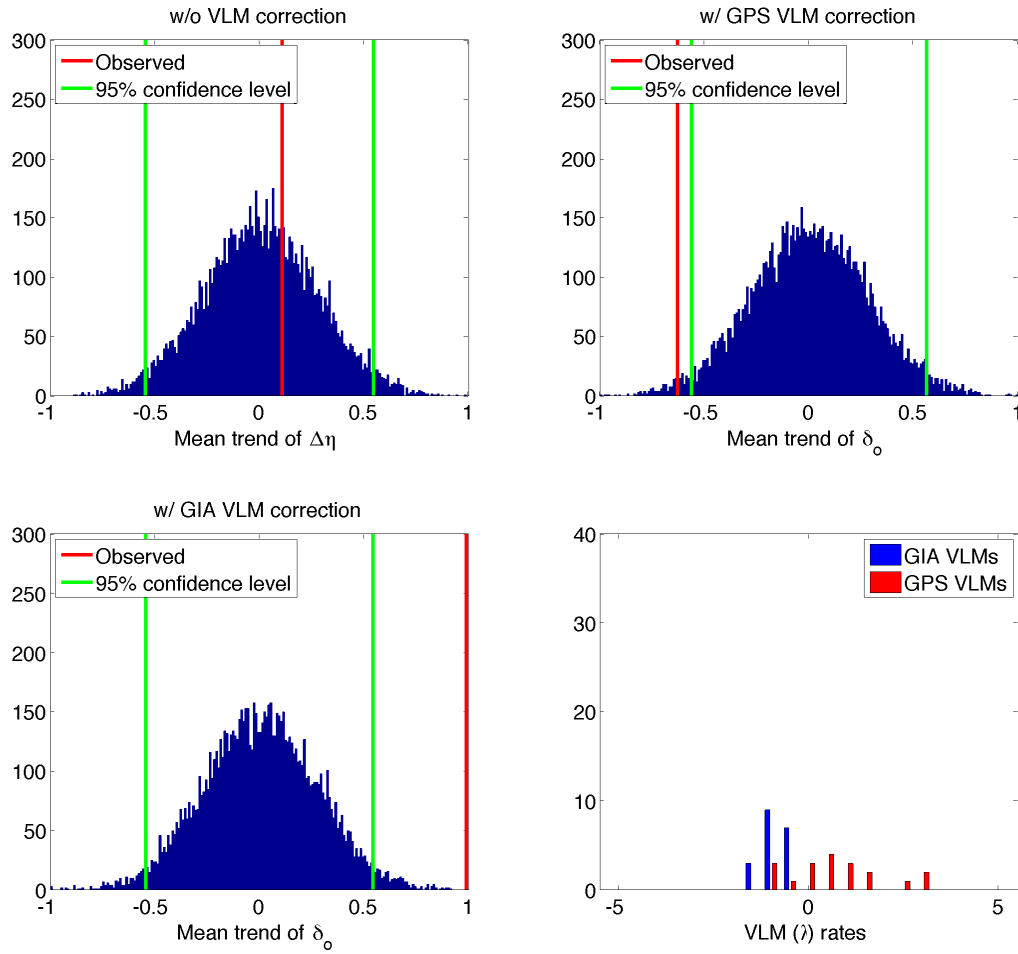 w/o VLM correction
300
250
200
150
100
50
0
Observed
95% confidence level
-1
-0.5
0
0.5
1
Mean trend of Δη
w/ GPS VLM correction
300
250
200
150
100
50
0
Observed
95% confidence level
-1
-0.5
0
0.5
1
Mean trend of δo
w/ GIA VLM correction
300
250
200
150
100
50
0
Observed
95% confidence level
-1
-0.5
0
0.5
1
Mean trend of δo
40
30
20
10
0
GIA VLMs
GPS VLMs
-5
0
5
VLM (λ) rates